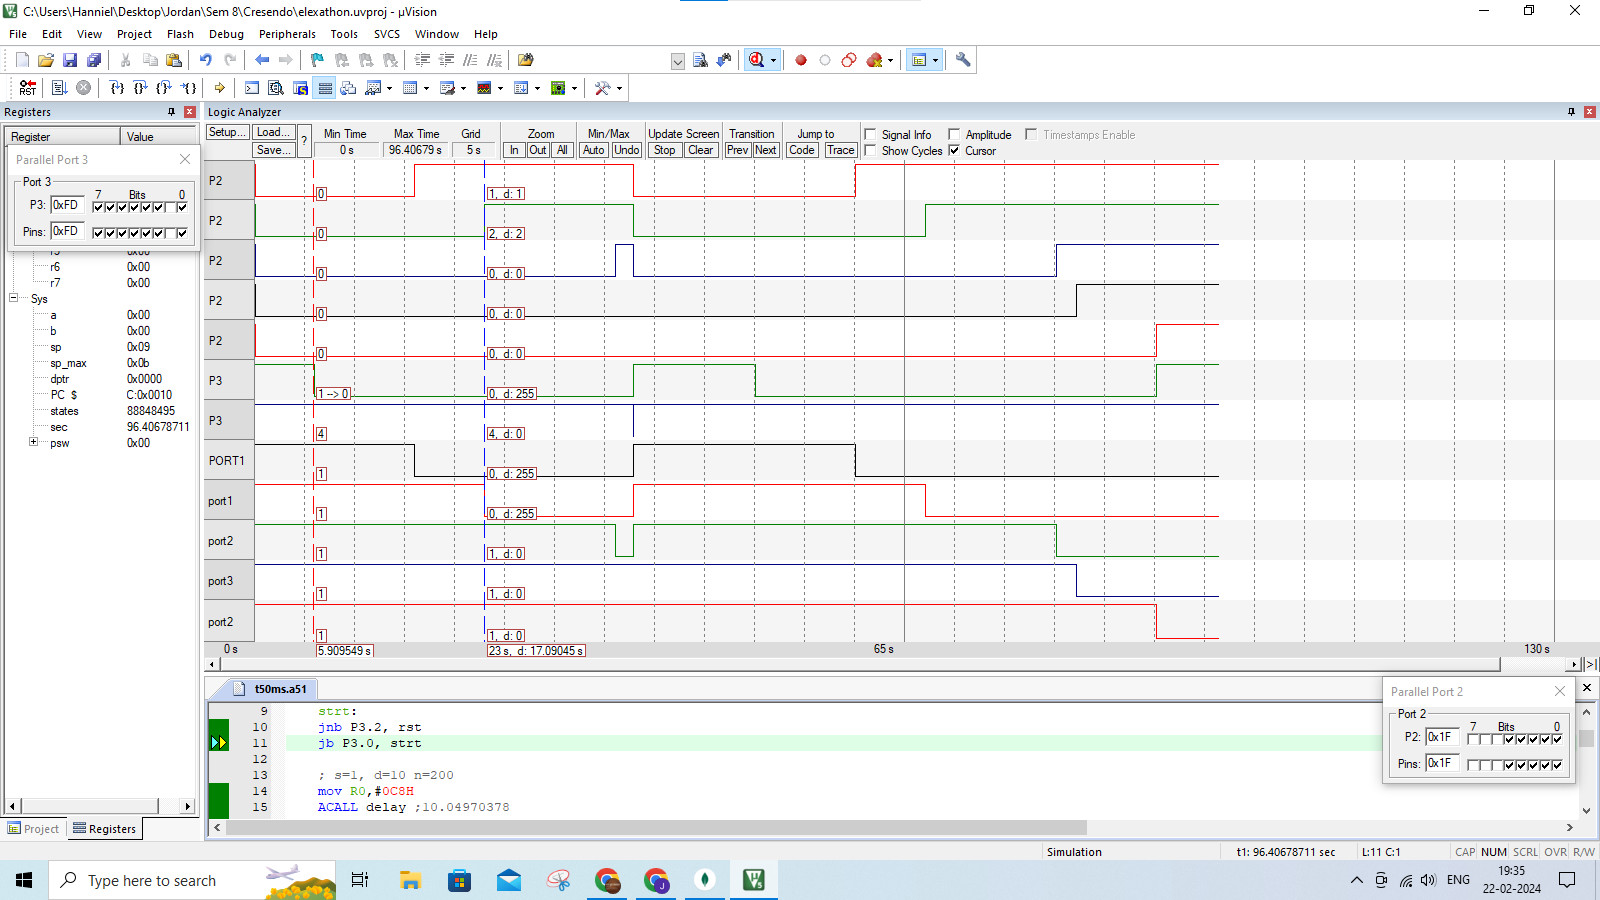 C:\Users\Hanniel\Desktop\Jordan\Sem 8\Cresendo\elexathon.uvproj - µVision
File Edit View Project Flash Debug Peripherals Tools SVCS Window Help
RST
Registers
Register Value
Parallel Port 3
Port 3
7 Bits 0
P3: 0xFD
Pins: 0xFD
r5 0x00
r6 0x00
r7 0x00
Sys
a 0x00
b 0x00
sp 0x09
sp_max 0x0b
dptr 0x0000
PC $ C:0x0010
states 88848495
sec 96.40678711
psw 0x00
Project Registers
Logic Analyzer
Setup... Load... Save... ?
Min Time Max Time Grid Zoom Min/Max Update Screen Transition Jump to
0 s 96.40679 s 5 s In Out All Auto Undo Stop Clear Prev Next Code Trace
Signal Info Amplitude Timestamps Enable
Show Cycles Cursor
P2 0 1, d: 1
P2 0 2, d: 2
P2 0 0, d: 0
P2 0 0, d: 0
P2 0 0, d: 0
P3 1 --> 0 0, d: 255
P3 4 4, d: 0
PORT1 1 0, d: 255
port1 1 0, d: 255
port2 1 1, d: 0
port3 1 1, d: 0
port2 1 1, d: 0
0 s 5.909549 s 23 s, d: 17.09045 s 65 s 130 s
t50ms.a51
9 strt:
10 jnb P3.2, rst
11 jb P3.0, strt
12
13 ; s=1, d=10 n=200
14 mov R0,#0C8H
15 ACALL delay ;10.04970378
Parallel Port 2
Port 2
7 Bits 0
P2: 0x1F
Pins: 0x1F
Simulation t1: 96.40678711 sec L:11 C:1 CAP NUM SCRL OVR R/W
Type here to search
ENG
19:35
22-02-2024